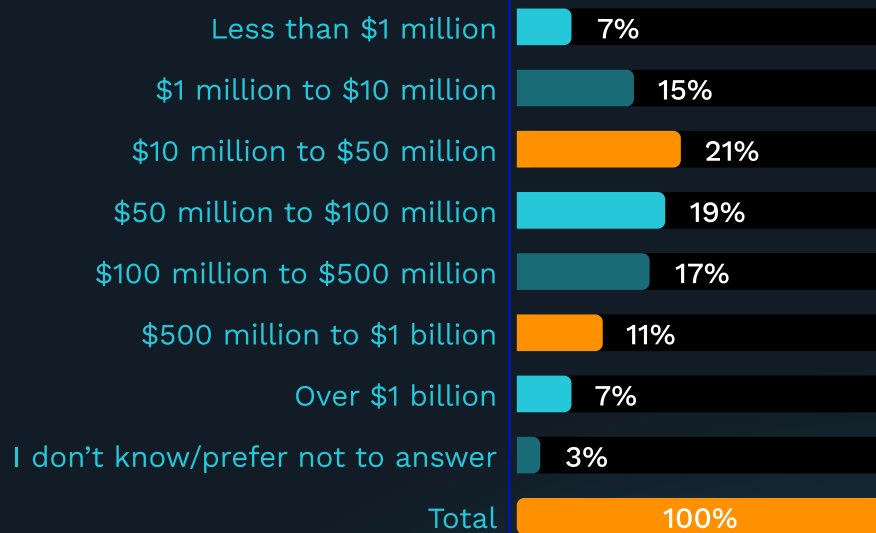 Less than $1 million 7%
$1 million to $10 million 15%
$10 million to $50 million 21%
$50 million to $100 million 19%
$100 million to $500 million 17%
$500 million to $1 billion 11%
Over $1 billion 7%
I don’t know/prefer not to answer 3%
Total 100%